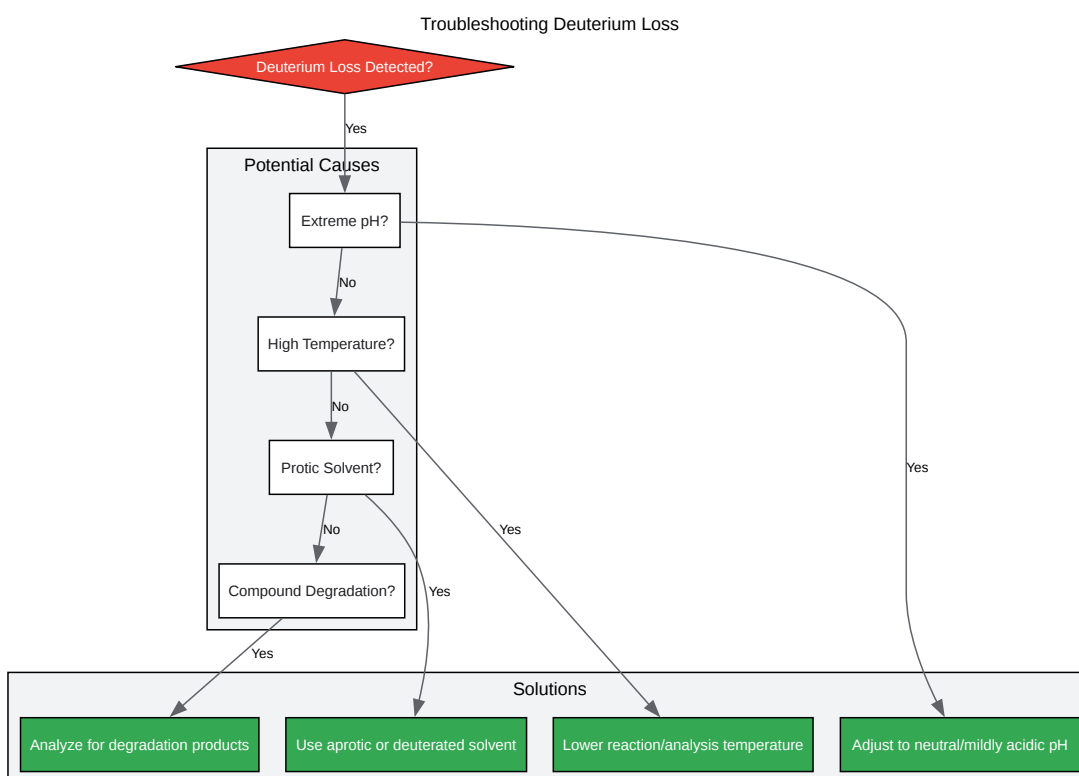 Troubleshooting Deuterium Loss
Deuterium Loss Detected?
Yes
Potential Causes
Extreme pH?
No
High Temperature?
No
Yes
Protic Solvent?
No
Yes
Compound Degradation?
Yes
Yes
Solutions
Analyze for degradation products
Use aprotic or deuterated solvent
Lower reaction/analysis temperature
Adjust to neutral/mildly acidic pH